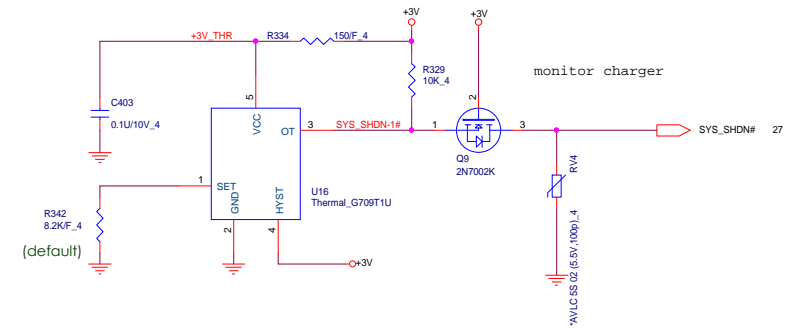 +3V
+3V
+3V_THR
R334
150/F_4
R329
10K_4
monitor charger
C403
0.1U/10V_4
5
VCC
OT
3
SYS_SHDN-1#
1
2
3
SYS_SHDN#
27
Q9
2N7002K
1
SET
GND
HYST
U16
Thermal_G709T1U
2
4
R342
8.2K/F_4
(default)
+3V
RV4
*AVLC 5S 02 (5.5V,100p)_4